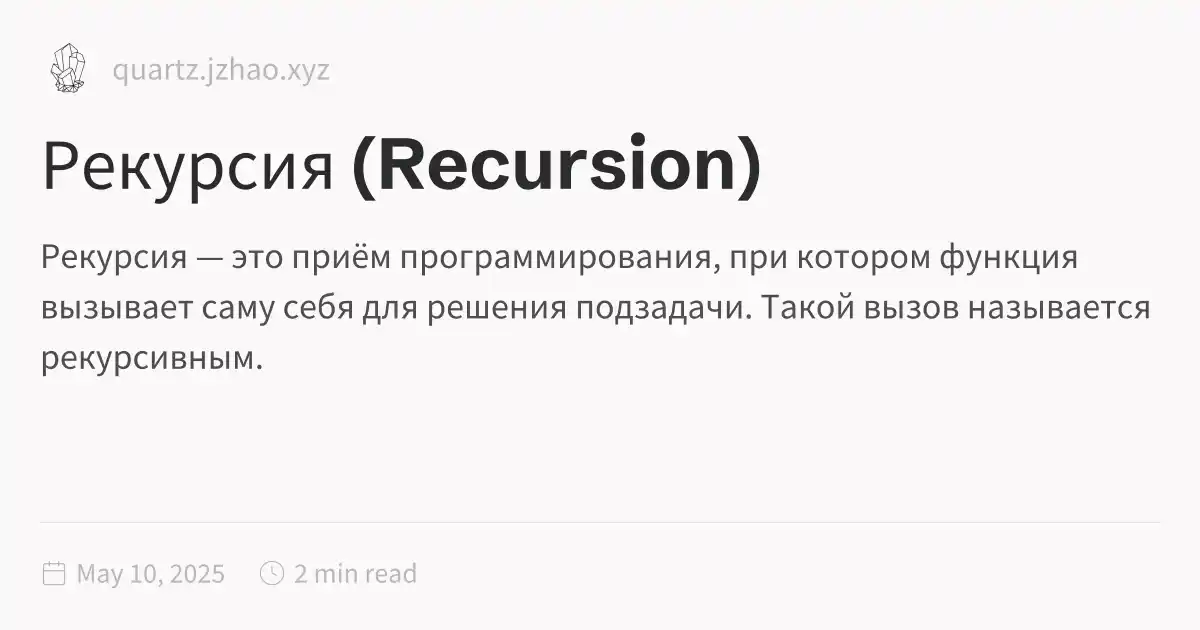 quartz.jzhao.xyz
Рекурсия (Recursion)
Рекурсия — это приём программирования, при котором функция
вызывает саму себя для решения подзадачи. Такой вызов называется
рекурсивным.
May 10, 2025 2 min read